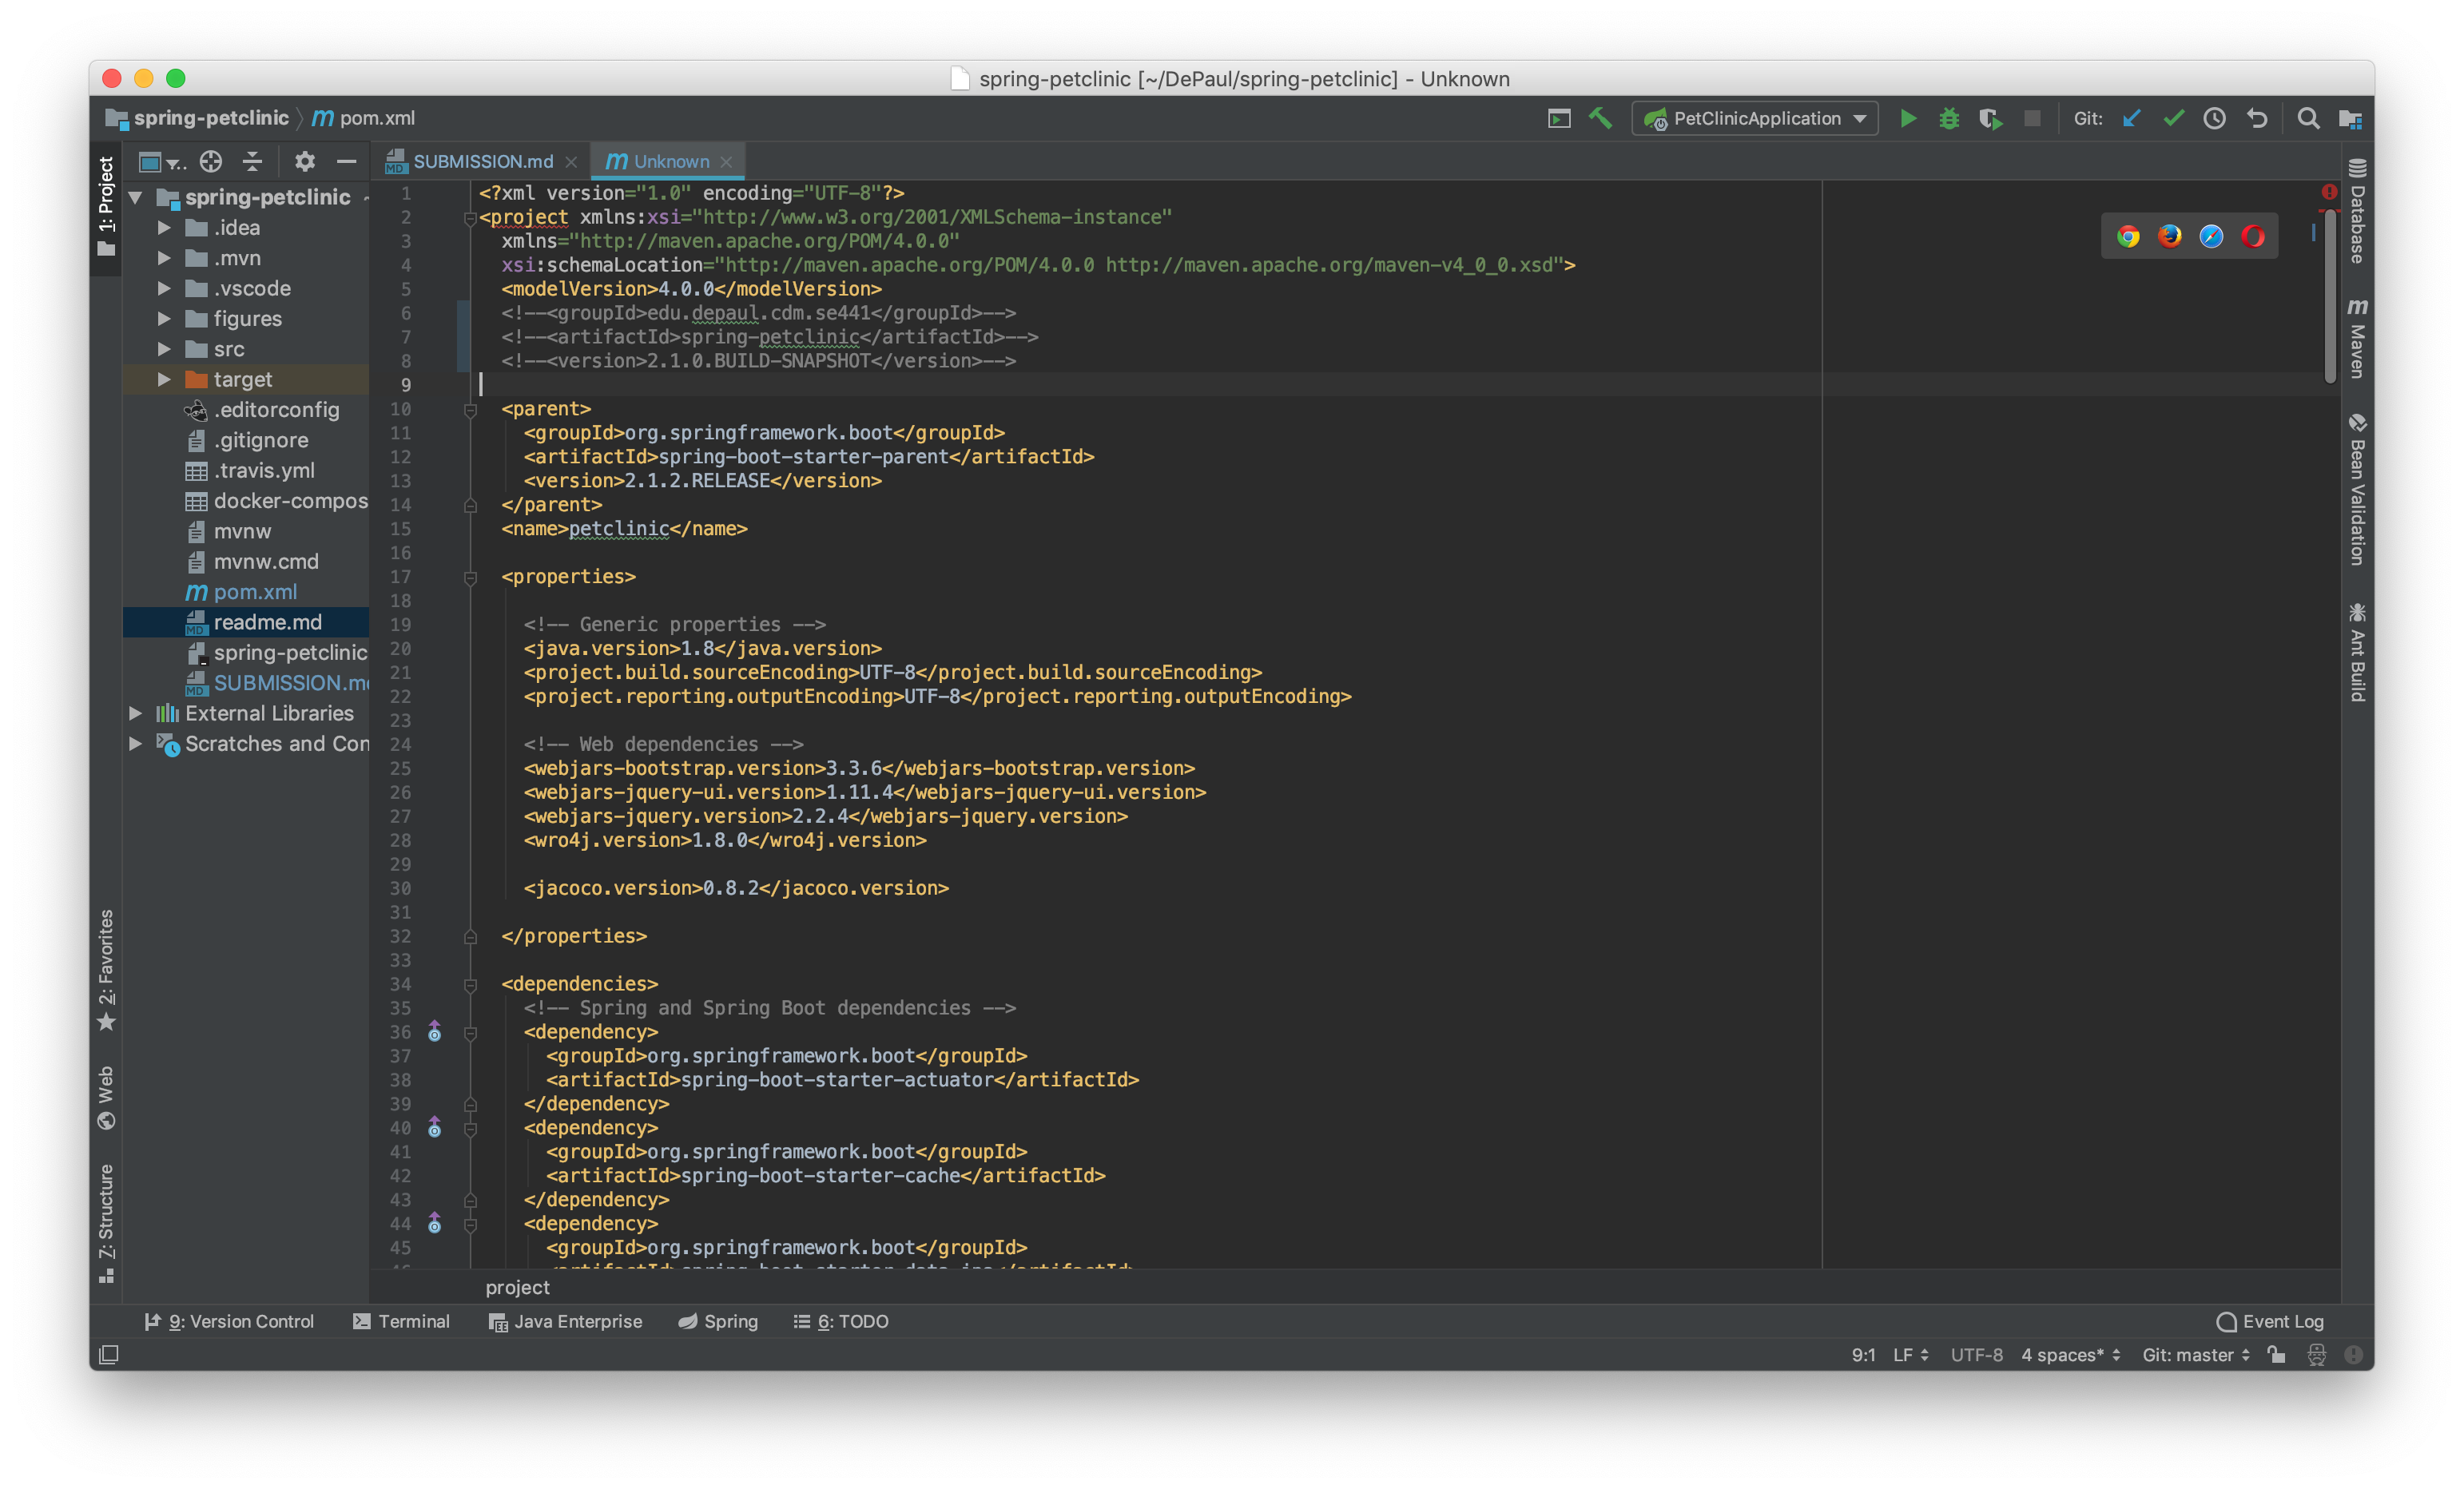 spring-petclinic [~/DePaul/spring-petclinic] - Unknown
spring-petclinic
pom.xml
PetClinicApplication
Git:
1: Project
2: Favorites
Web
Z: Structure
spring-petclinic
.idea
.mvn
.vscode
figures
src
target
.editorconfig
.gitignore
.travis.yml
docker-compos
mvnw
mvnw.cmd
pom.xml
readme.md
spring-petclinic
SUBMISSION.m
External Libraries
Scratches and Con
SUBMISSION.md
Unknown
1 <?xml version="1.0" encoding="UTF-8"?>
2 <project xmlns:xsi="http://www.w3.org/2001/XMLSchema-instance"
3 xmlns="http://maven.apache.org/POM/4.0.0"
4 xsi:schemaLocation="http://maven.apache.org/POM/4.0.0 http://maven.apache.org/maven-v4_0_0.xsd">
5 <modelVersion>4.0.0</modelVersion>
6 <!--<groupId>edu.depaul.cdm.se441</groupId>-->
7 <!--<artifactId>spring-petclinic</artifactId>-->
8 <!--<version>2.1.0.BUILD-SNAPSHOT</version>-->
9
10 <parent>
11 <groupId>org.springframework.boot</groupId>
12 <artifactId>spring-boot-starter-parent</artifactId>
13 <version>2.1.2.RELEASE</version>
14 </parent>
15 <name>petclinic</name>
16
17 <properties>
18
19 <!-- Generic properties -->
20 <java.version>1.8</java.version>
21 <project.build.sourceEncoding>UTF-8</project.build.sourceEncoding>
22 <project.reporting.outputEncoding>UTF-8</project.reporting.outputEncoding>
23
24 <!-- Web dependencies -->
25 <webjars-bootstrap.version>3.3.6</webjars-bootstrap.version>
26 <webjars-jquery-ui.version>1.11.4</webjars-jquery-ui.version>
27 <webjars-jquery.version>2.2.4</webjars-jquery.version>
28 <wro4j.version>1.8.0</wro4j.version>
29
30 <jacoco.version>0.8.2</jacoco.version>
31
32 </properties>
33
34 <dependencies>
35 <!-- Spring and Spring Boot dependencies -->
36 <dependency>
37 <groupId>org.springframework.boot</groupId>
38 <artifactId>spring-boot-starter-actuator</artifactId>
39 </dependency>
40 <dependency>
41 <groupId>org.springframework.boot</groupId>
42 <artifactId>spring-boot-starter-cache</artifactId>
43 </dependency>
44 <dependency>
45 <groupId>org.springframework.boot</groupId>
project
Database
Maven
Bean Validation
Ant Build
9: Version Control
Terminal
Java Enterprise
Spring
6: TODO
Event Log
9:1 LF UTF-8 4 spaces* Git: master